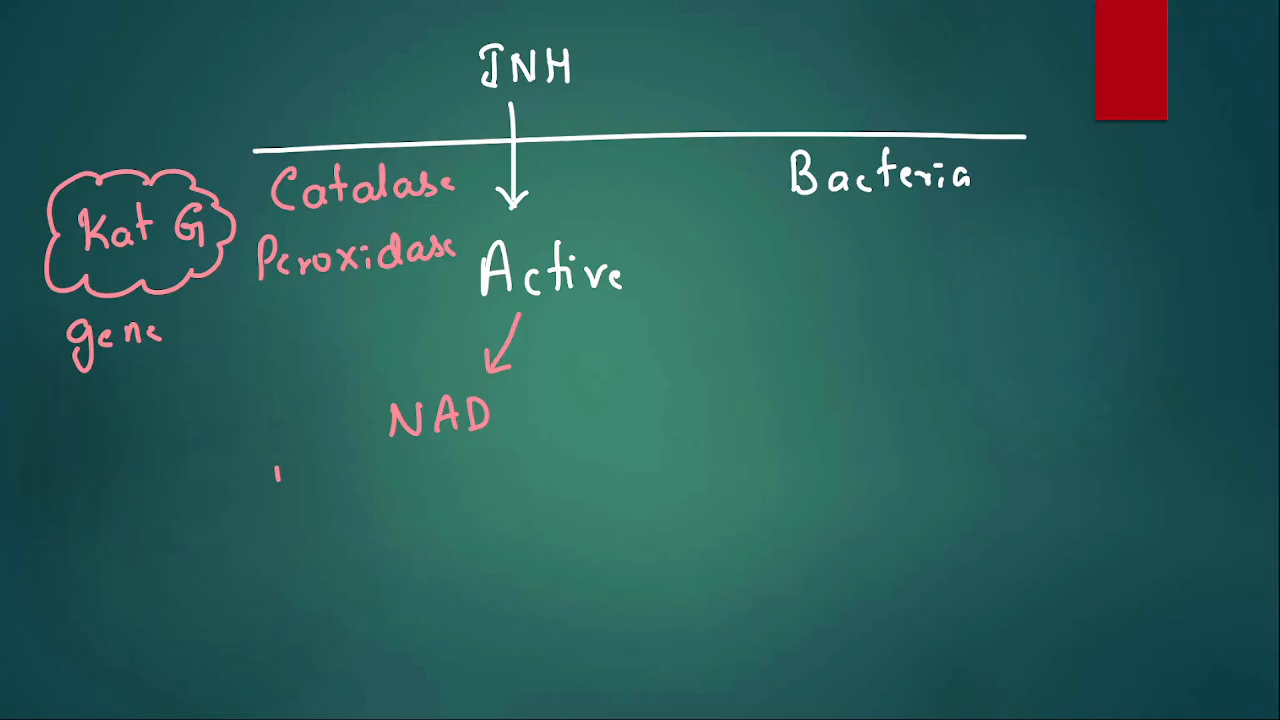 INH
Bacteria
Catalase
Peroxidase
Kat G
gene
Active
NAD